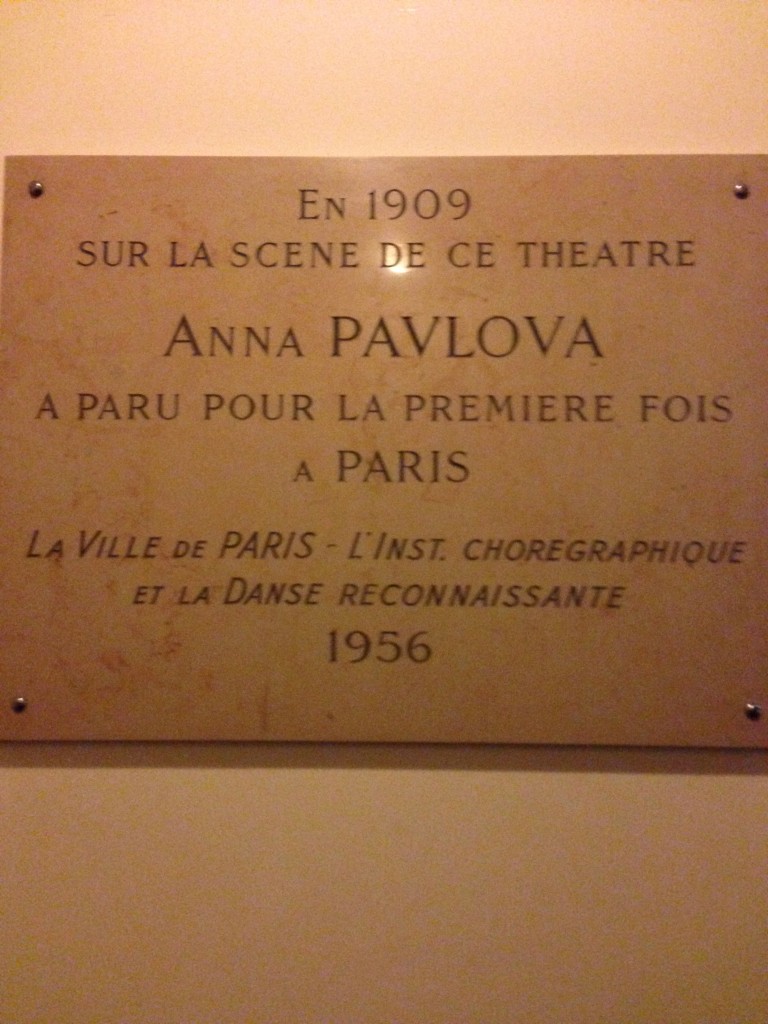 En 1909
SUR LA SCENE DE CE THEATRE
ANNA PAVLOVA
A PARU POUR LA PREMIERE FOIS
A PARIS
LA VILLE DE PARIS - L'INST. CHOREGRAPHIQUE
ET LA DANSE RECONNAISSANTE
1956